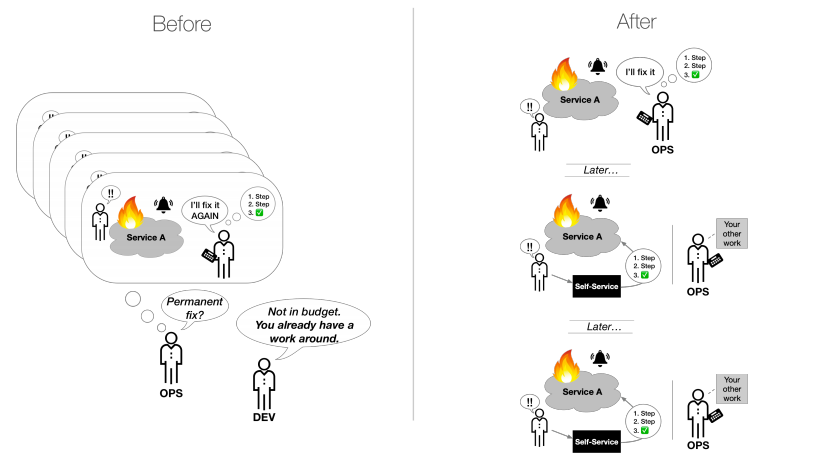 Before
!!
I'll fix it
AGAIN
1. Step
2. Step
3. ✅
Service A
Permanent
fix?
Not in budget.
You already have a
work around.
OPS
DEV
After
I'll fix it
1. Step
2. Step
3. ✅
Service A
!!
OPS
Later…
Service A
!!
1. Step
2. Step
3. ✅
Self-Service
Your
other
work
OPS
Later…
Service A
!!
1. Step
2. Step
3. ✅
Self-Service
Your
other
work
OPS